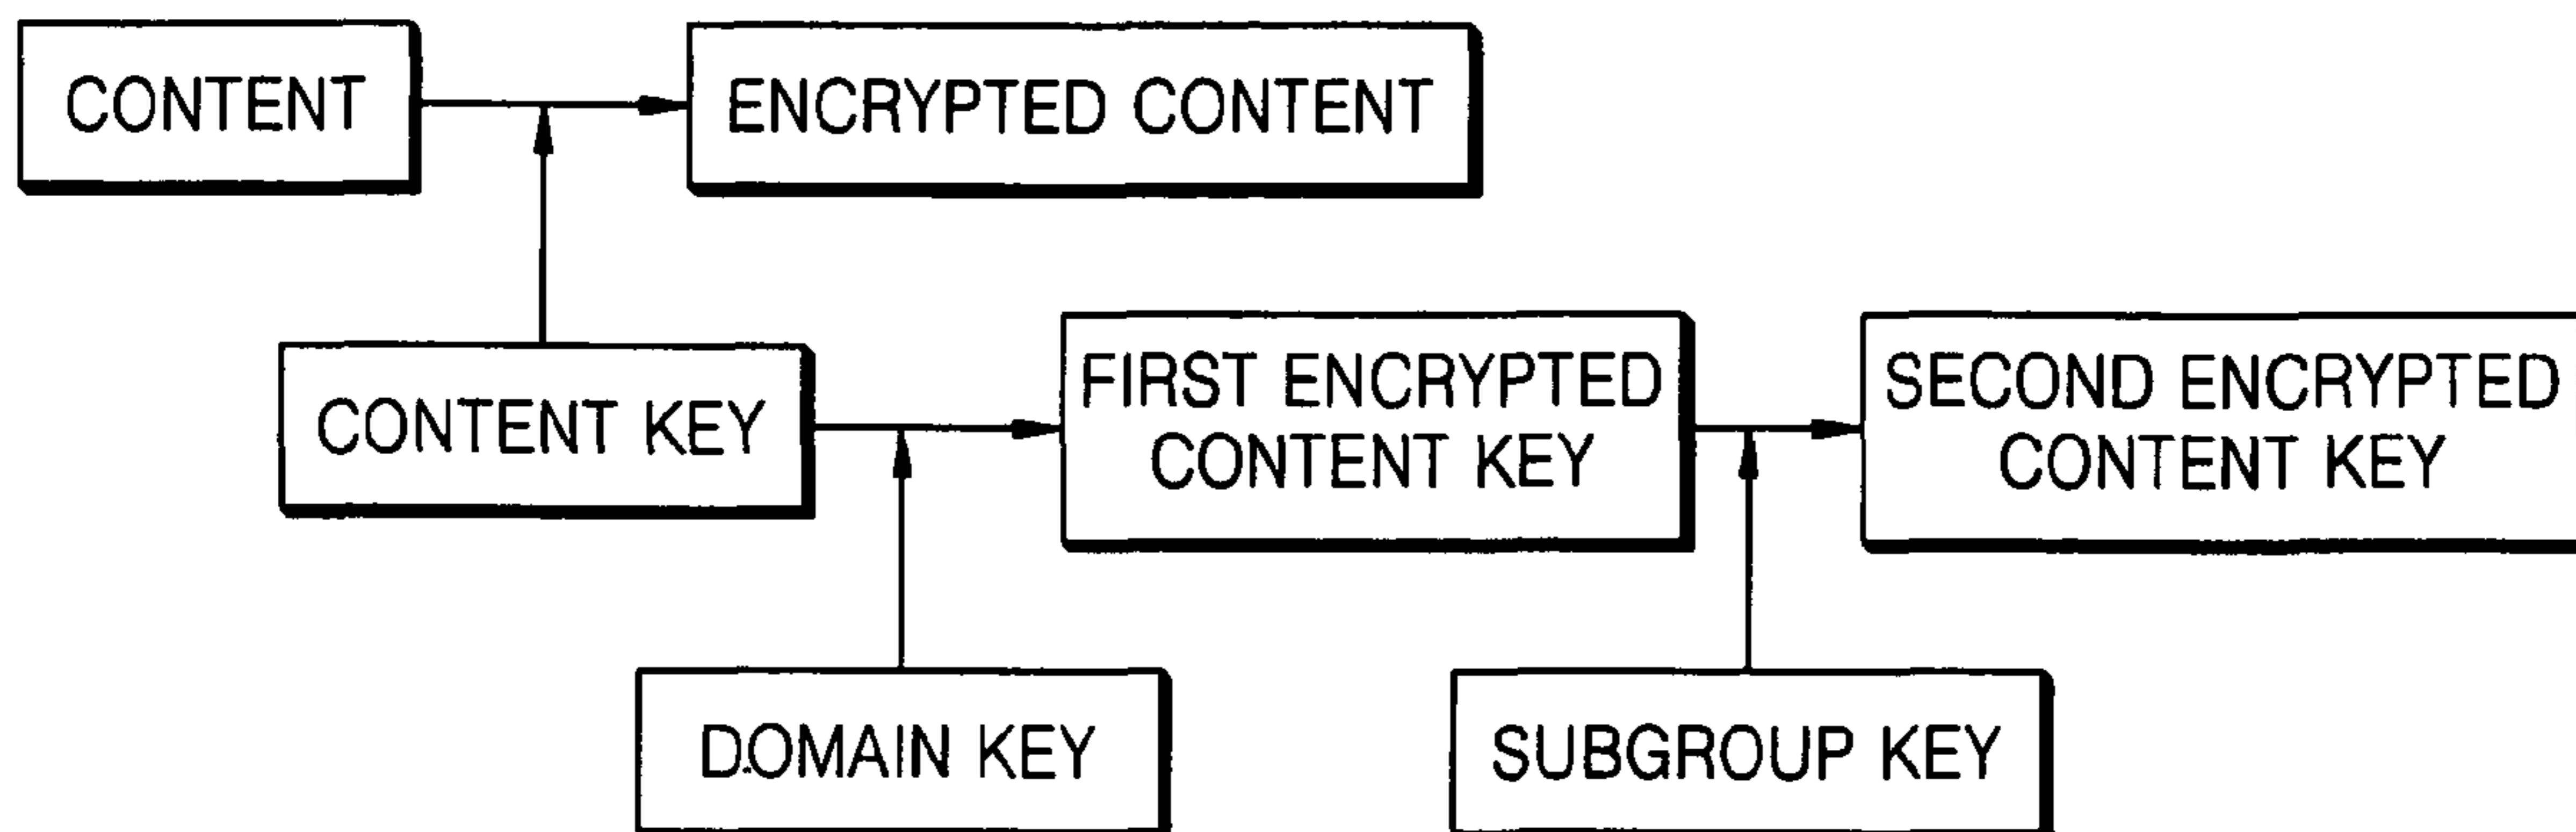 CONTENT
ENCRYPTED CONTENT
CONTENT KEY
FIRST ENCRYPTED
CONTENT KEY
SECOND ENCRYPTED
CONTENT KEY
DOMAIN KEY
SUBGROUP KEY